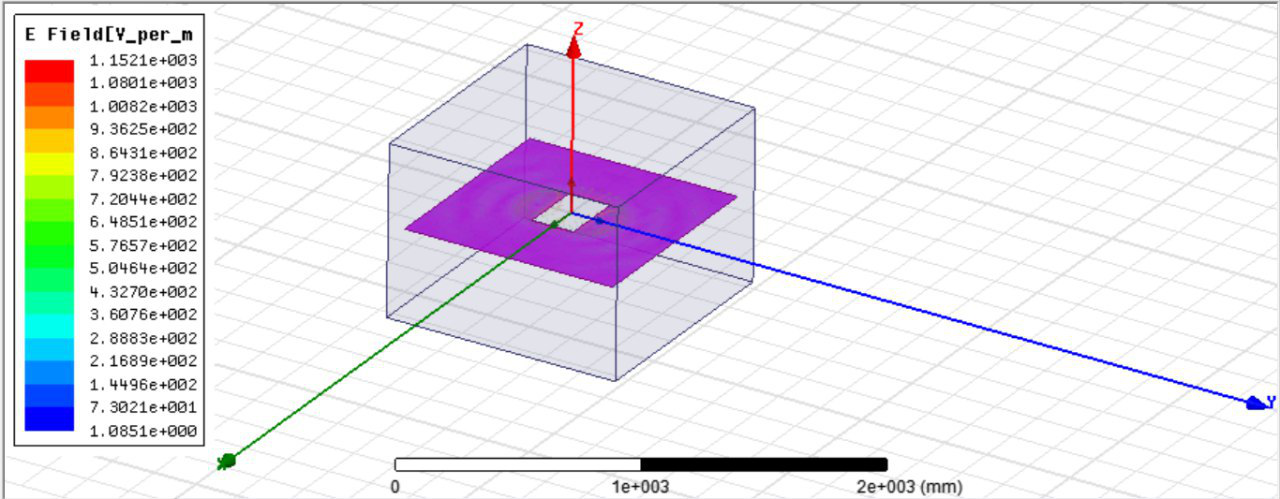 E Field[V_per_m
1.1521e+003
1.0801e+003
1.0082e+003
9.3625e+002
8.6431e+002
7.9238e+002
7.2044e+002
6.4851e+002
5.7657e+002
5.0464e+002
4.3270e+002
3.6076e+002
2.8883e+002
2.1689e+002
1.4496e+002
7.3021e+001
1.0851e+000
Z
Y
X
0 1e+003 2e+003 (mm)